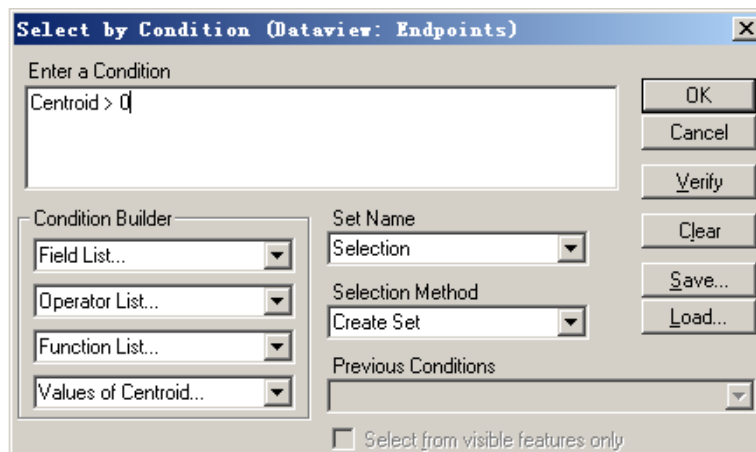 Select by Condition (Dataview: Endpoints)
Enter a Condition
Centroid > 0
OK
Cancel
Verify
Clear
Save...
Load...
Condition Builder
Field List...
Operator List...
Function List...
Values of Centroid...
Set Name
Selection
Selection Method
Create Set
Previous Conditions
Select from visible features only